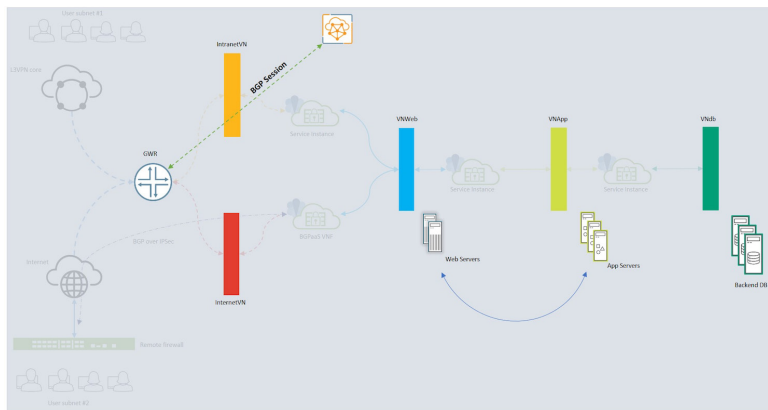 User subnet #1
IntranetVN
BGP Session
L3VPN core
VNWeb
VNApp
VNdb
Service Instance
GWR
Service Instance
Service Instance
BGPaaS VNF
BGP over IPSec
Internet
Web Servers
App Servers
Backend DB
InternetVN
Remote firewall
User subnet #2